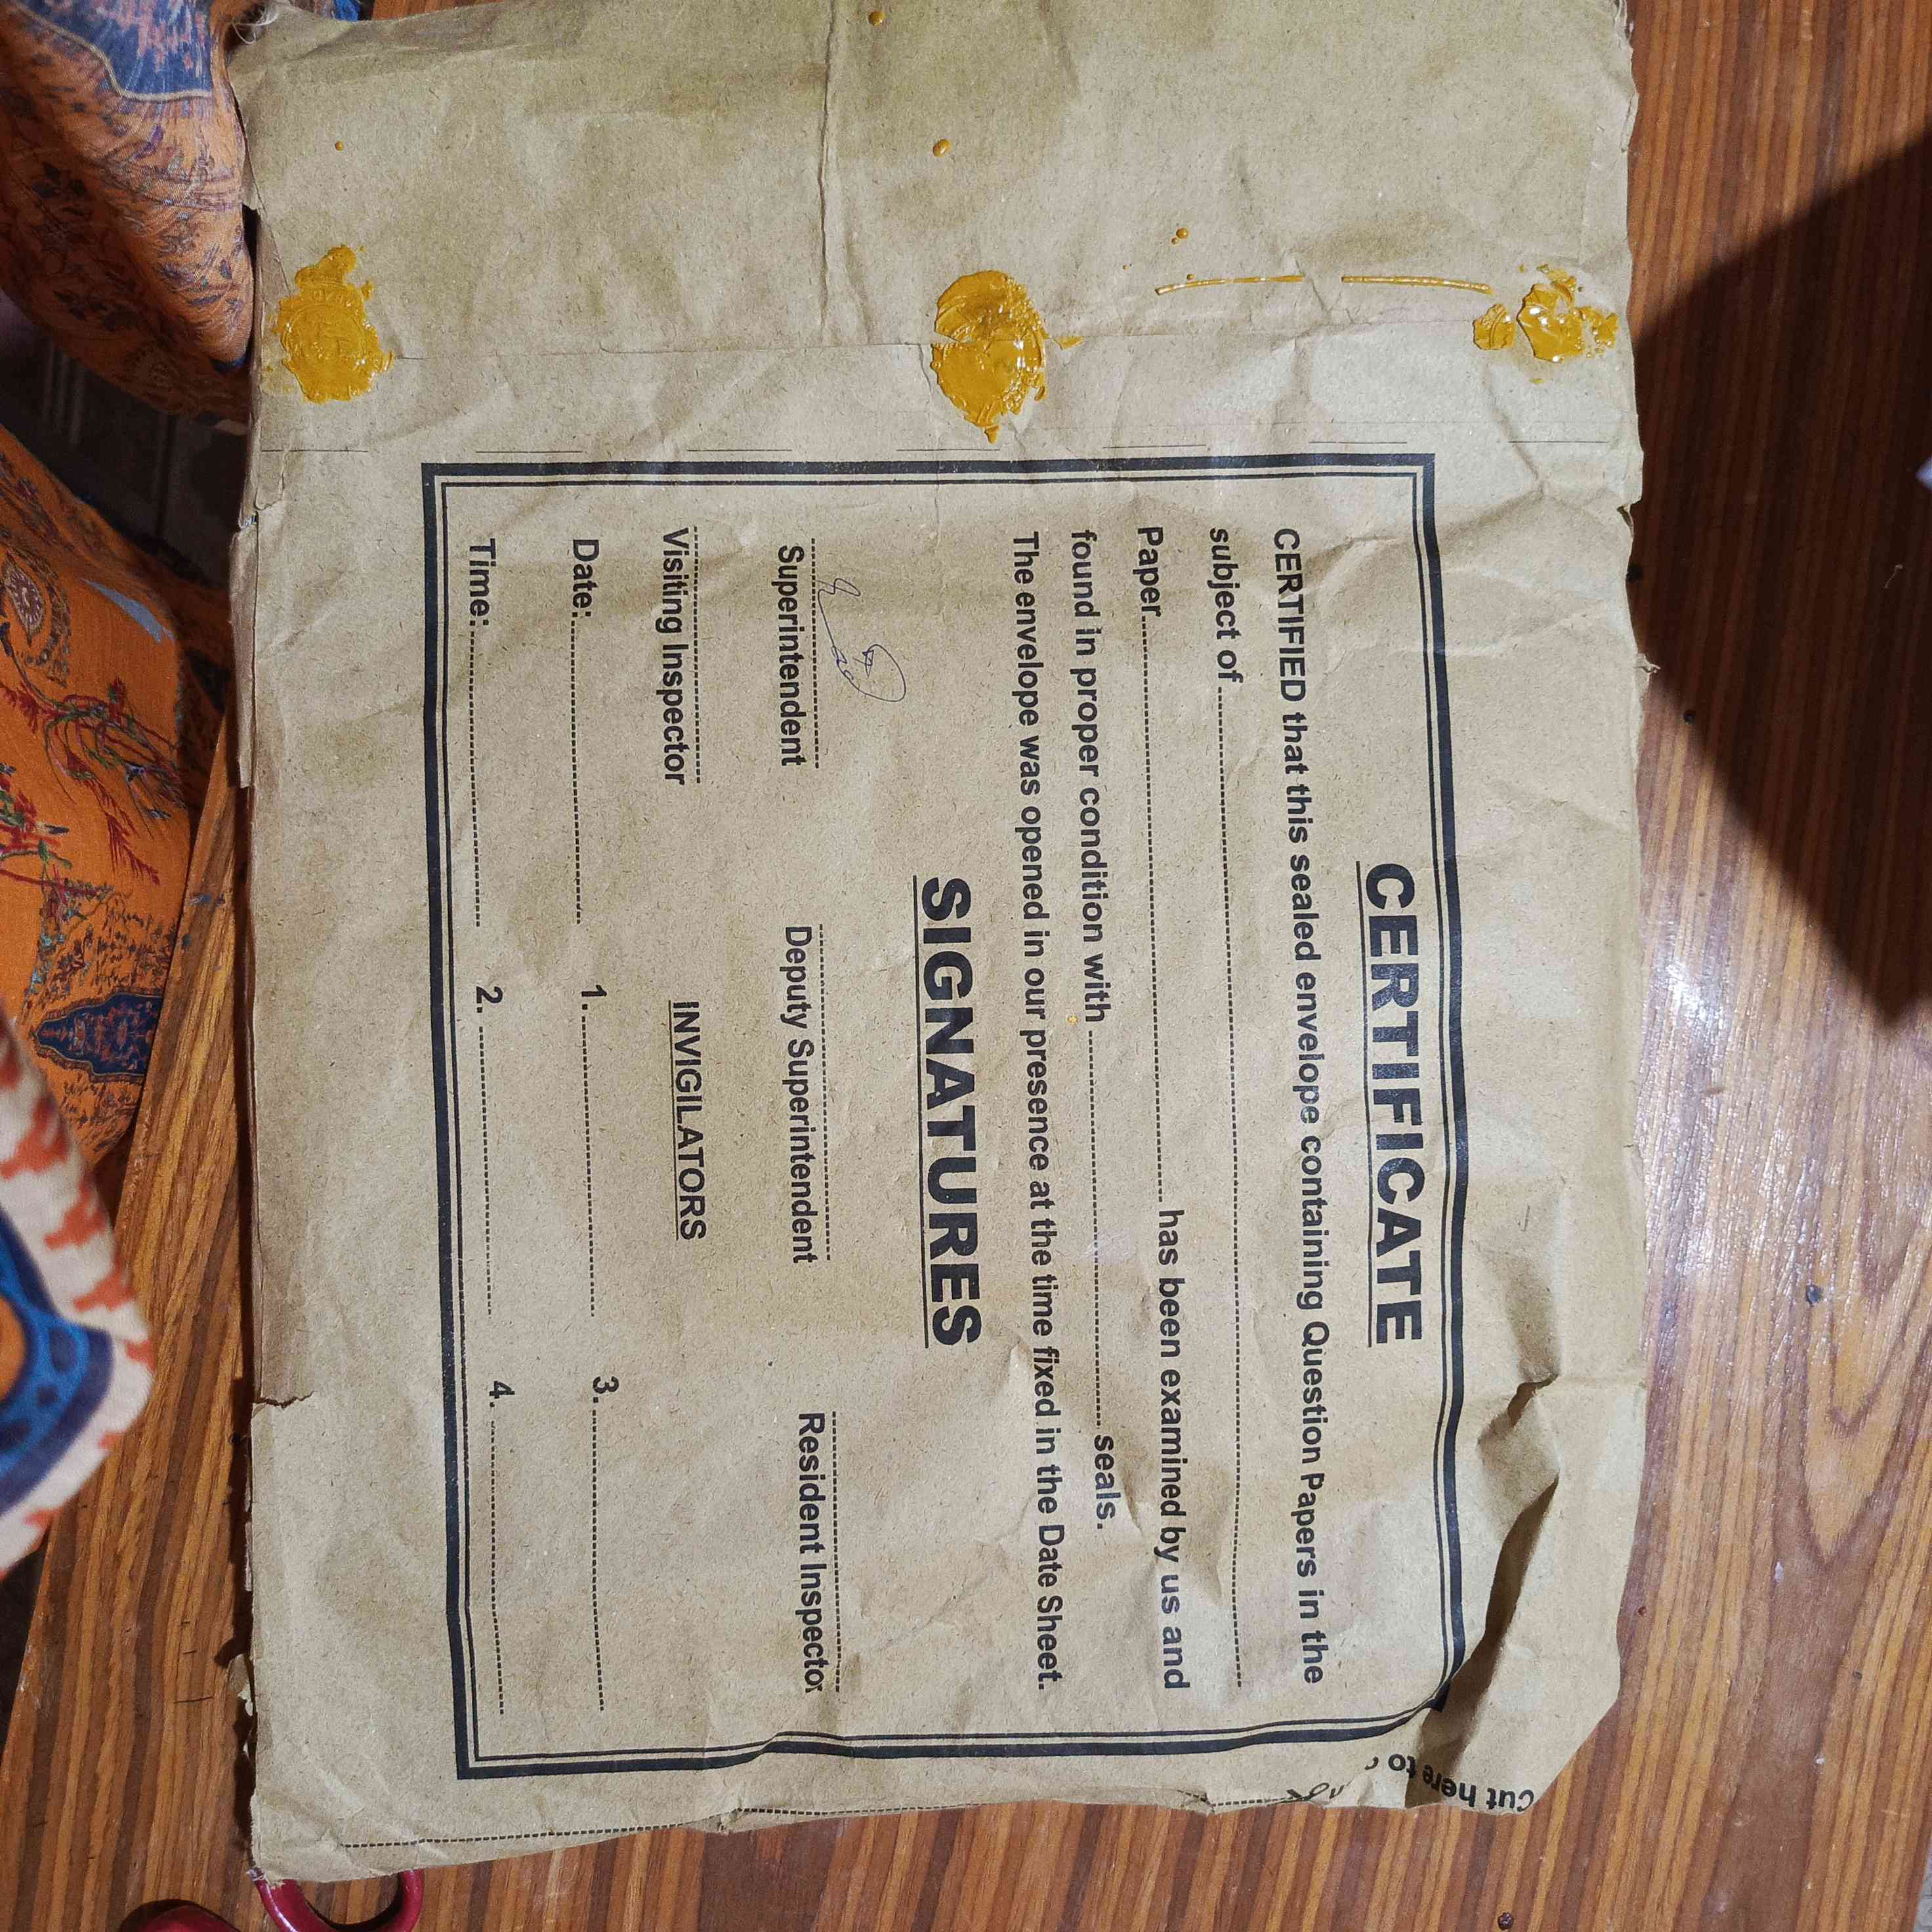 CERTIFICATE
CERTIFIED that this sealed envelope containing Question Papers in the
subject of
Paper has been examined by us and
found in proper condition with seals.
The envelope was opened in our presence at the time fixed in the Date Sheet.
SIGNATURES
Superintendent Deputy Superintendent Resident Inspector
Visiting Inspector INVIGILATORS
Date: 1. 3.
Time: 2. 4.
Cut here to